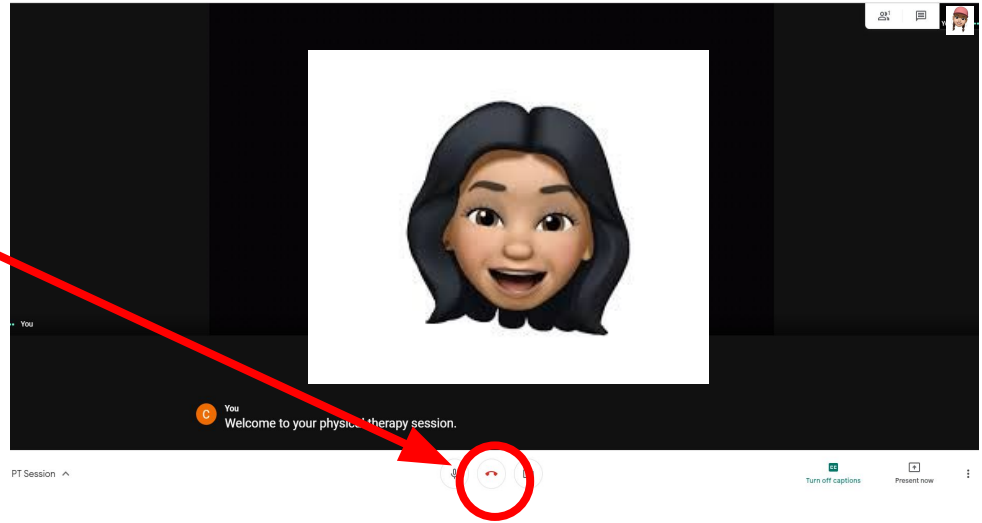 You
C
You
Welcome to your physical therapy session.
PT Session
Turn off captions
Present now